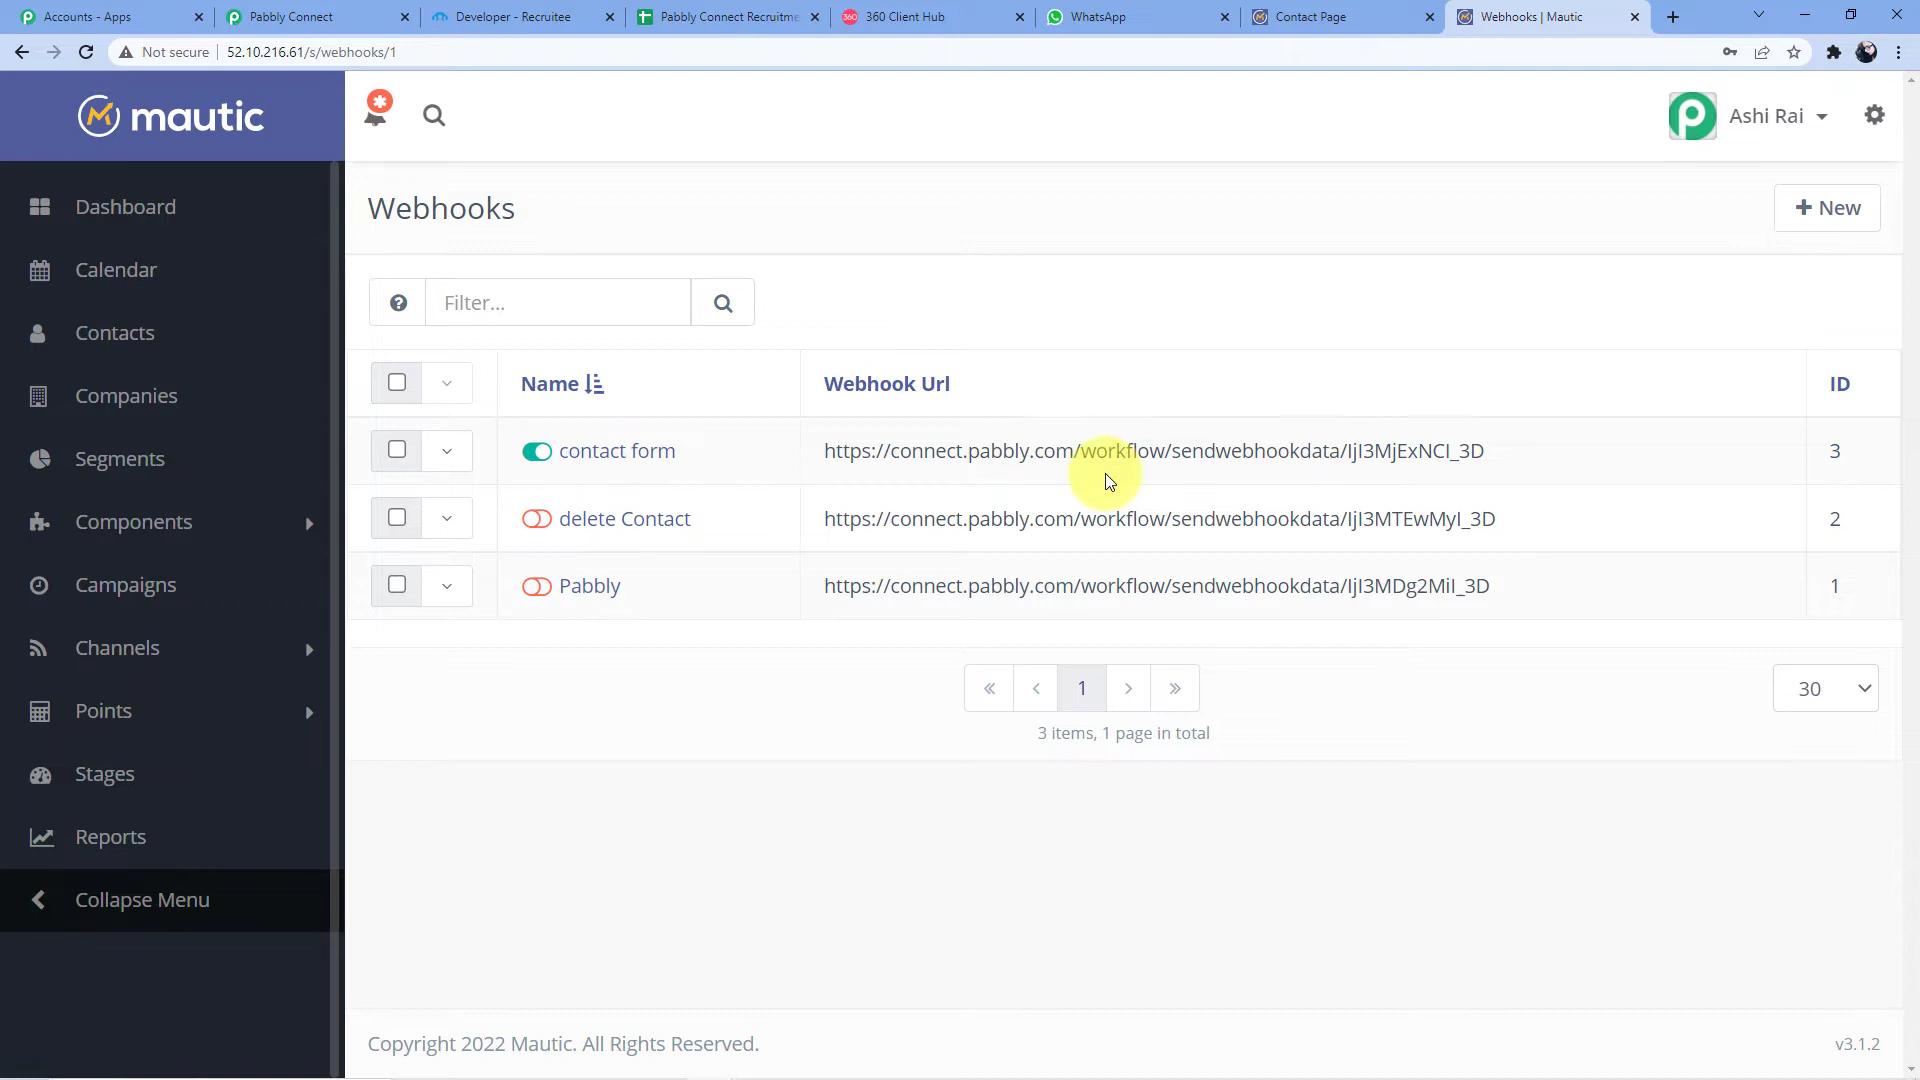 Accounts - Apps
Pabbly Connect
Developer - Recruitee
Pabbly Connect Recruitme
360 Client Hub
WhatsApp
Contact Page
Webhooks | Mautic
Not secure
52.10.216.61/s/webhooks/1
mautic
Ashi Rai
Dashboard
Calendar
Contacts
Companies
Segments
Components
Campaigns
Channels
Points
Stages
Reports
Collapse Menu
Webhooks
+ New
Filter...
Name Webhook Url ID
contact form https://connect.pabbly.com/workflow/sendwebhookdata/IjI3MjExNCI_3D 3
delete Contact https://connect.pabbly.com/workflow/sendwebhookdata/IjI3MTEwMyI_3D 2
Pabbly https://connect.pabbly.com/workflow/sendwebhookdata/IjI3MDg2MiI_3D 1
« ‹ 1 › »
30
3 items, 1 page in total
Copyright 2022 Mautic. All Rights Reserved.
v3.1.2